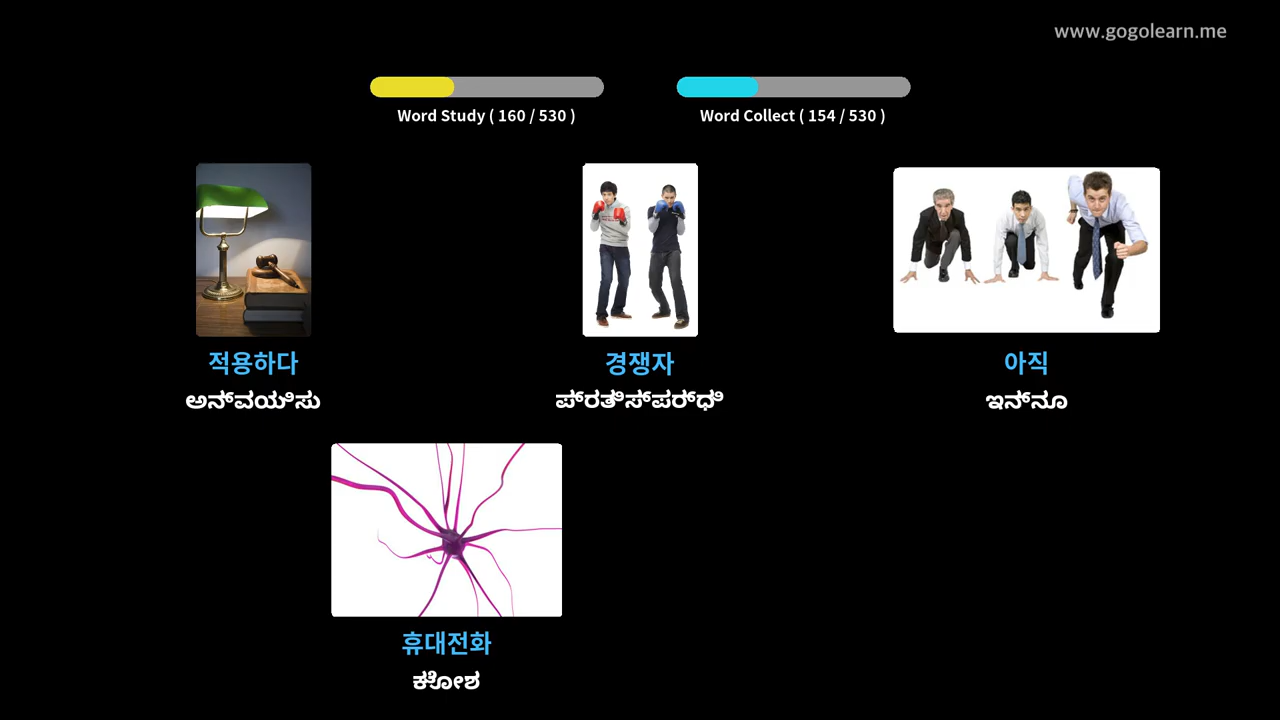 www.gogolearn.me
Word Study ( 160 / 530 )
Word Collect ( 154 / 530 )
적용하다
경쟁자
아직
ಅನ್ವಯಿಸು
ಪ್ರತಿಸ್ಪರ್ಧಿ
ಇನ್ನೂ
휴대전화
ಕೋಶ